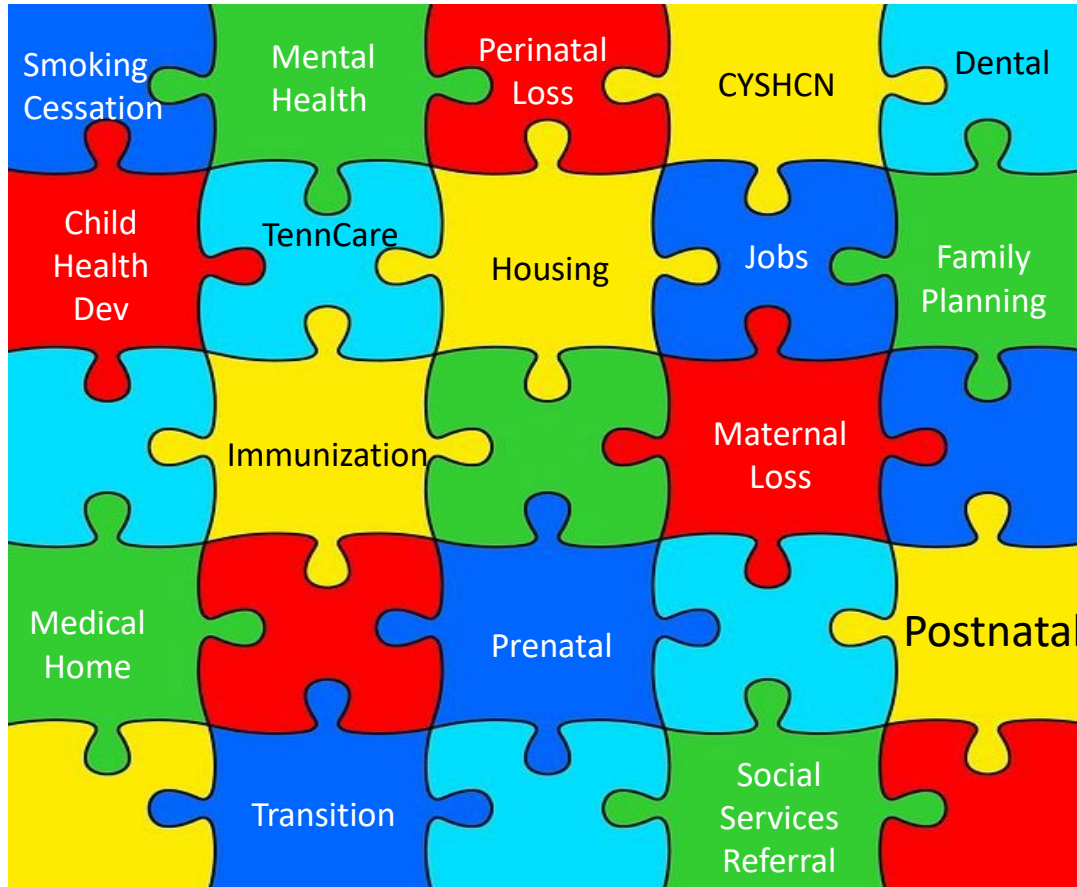 Smoking
Cessation
Mental
Health
Perinatal
Loss
CYSHCN
Dental
Child
Health
Dev
TennCare
Housing
Jobs
Family
Planning
Immunization
Maternal
Loss
Medical
Home
Prenatal
Postnatal
Transition
Social
Services
Referral